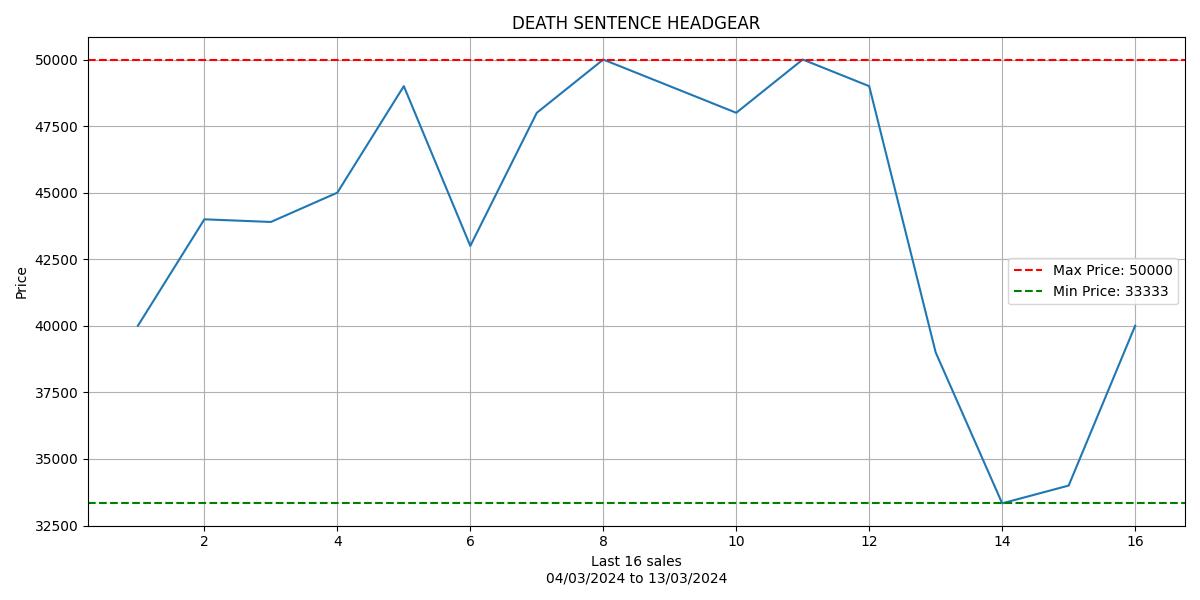 DEATH SENTENCE HEADGEAR
50000
47500
45000
42500
40000
37500
35000
32500
Price
Max Price: 50000
Min Price: 33333
2 4 6 8 10 12 14 16
Last 16 sales
04/03/2024 to 13/03/2024